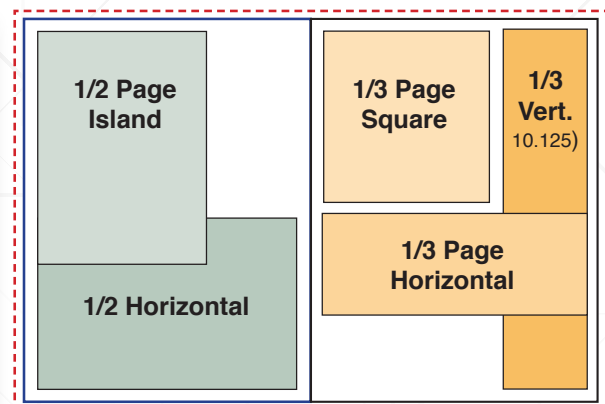 1/2 Page
Island
1/2 Horizontal
1/3 Page
Square
1/3
Vert.
10.125)
1/3 Page
Horizontal